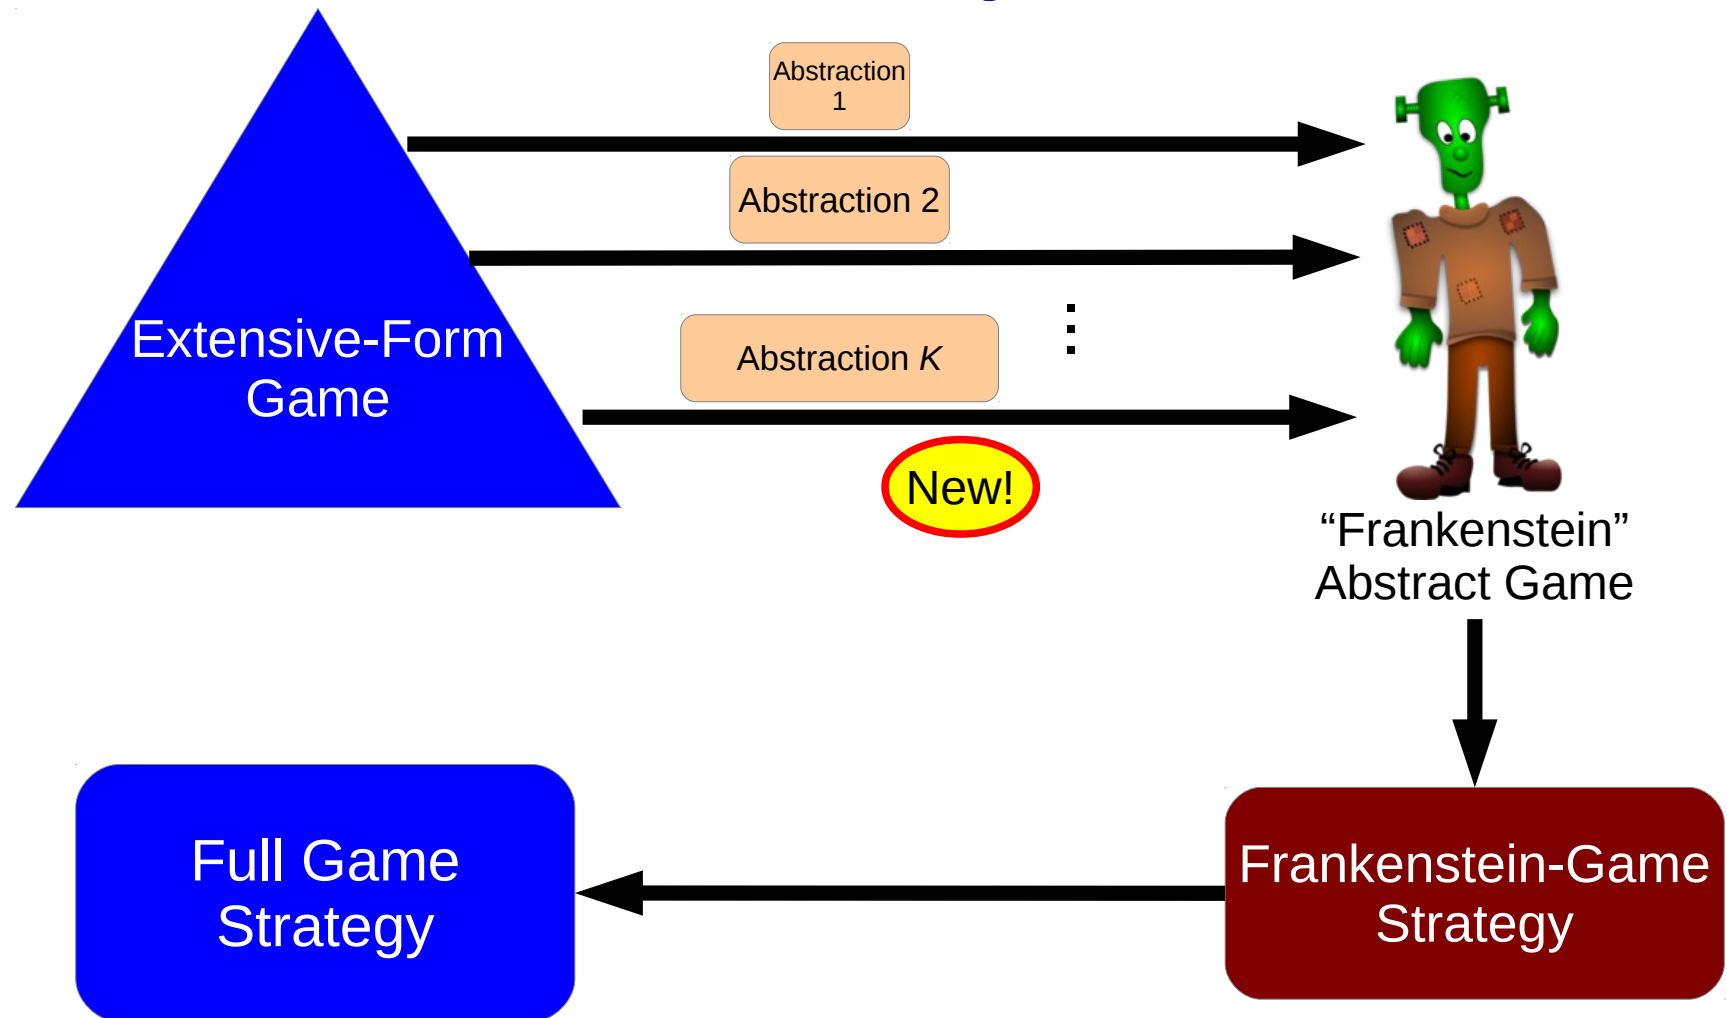 Abstraction
1
Abstraction 2
Extensive-Form
Game
Abstraction K
New!
“Frankenstein”
Abstract Game
Full Game
Strategy
Frankenstein-Game
Strategy